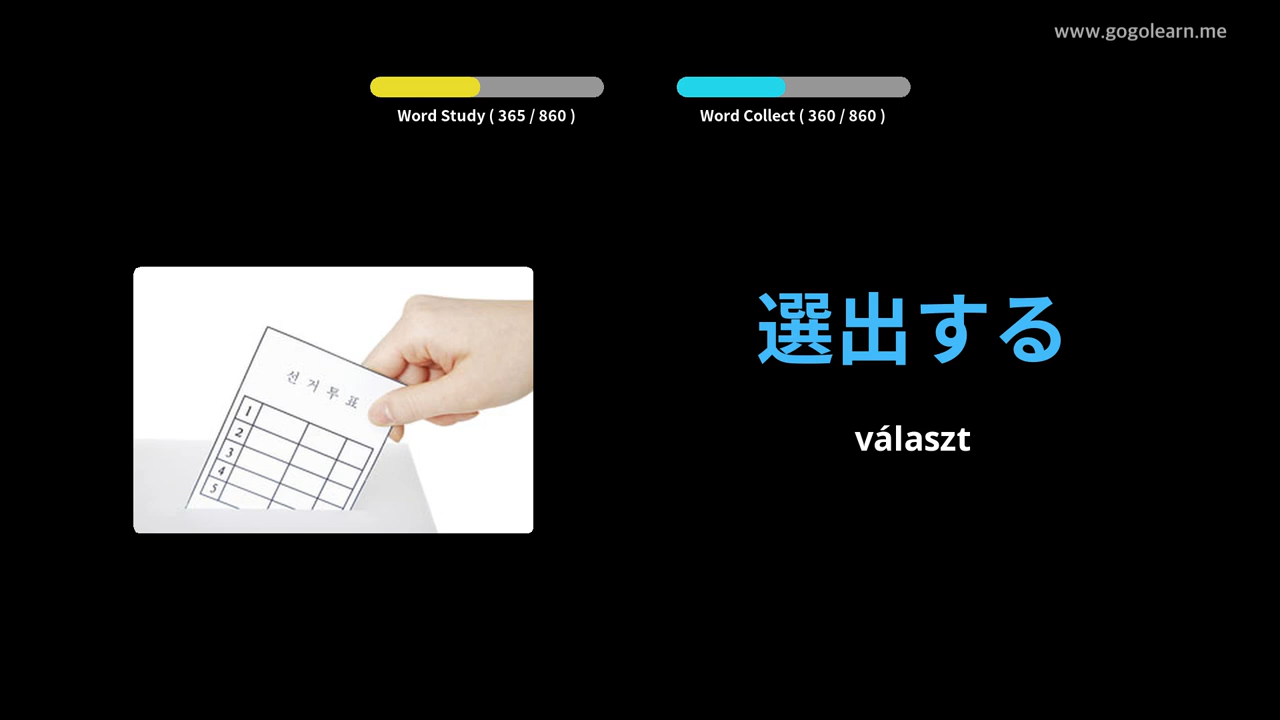 www.gogolearn.me
Word Study ( 365 / 860 )
Word Collect ( 360 / 860 )
선거투표
1
2
3
4
5
選出する
választ